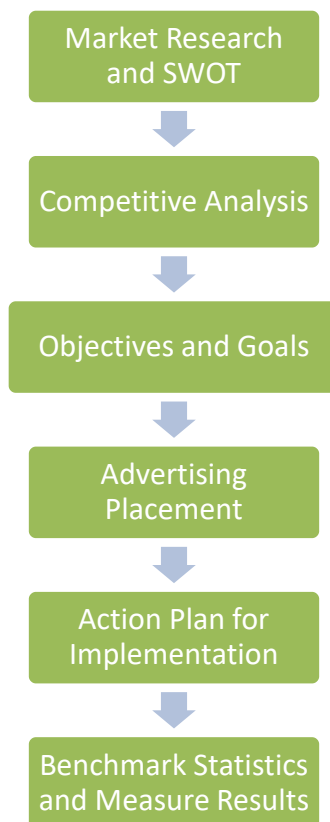 Market Research
and SWOT
Competitive Analysis
Objectives and Goals
Advertising
Placement
Action Plan for
Implementation
Benchmark Statistics
and Measure Results